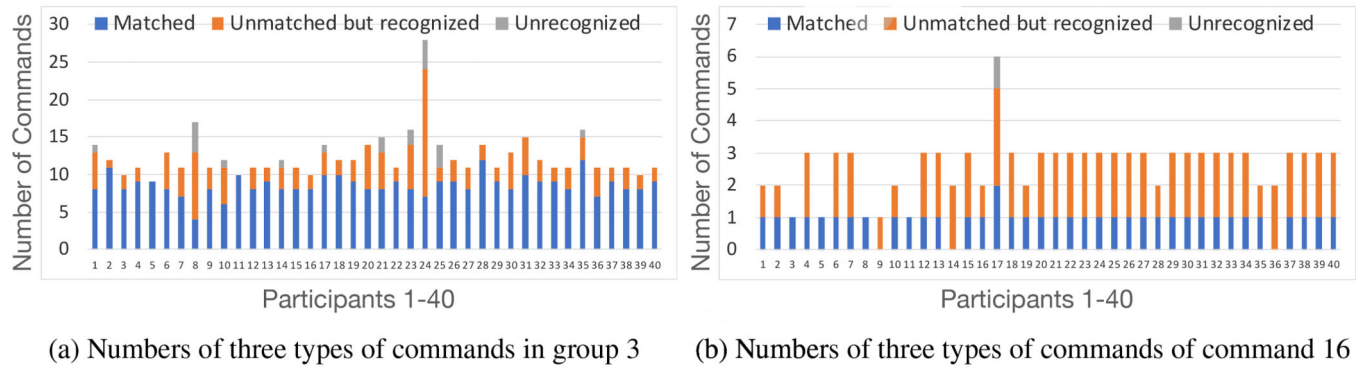 Matched Unmatched but recognized Unrecognized
Number of Commands
30
25
20
15
10
5
0
1 2 3 4 5 6 7 8 9 10 11 12 13 14 15 16 17 18 19 20 21 22 23 24 25 26 27 28 29 30 31 32 33 34 35 36 37 38 39 40
Participants 1-40
(a) Numbers of three types of commands in group 3
Matched Unmatched but recognized Unrecognized
Number of Commands
7
6
5
4
3
2
1
0
1 2 3 4 5 6 7 8 9 10 11 12 13 14 15 16 17 18 19 20 21 22 23 24 25 26 27 28 29 30 31 32 33 34 35 36 37 38 39 40
Participants 1-40
(b) Numbers of three types of commands of command 16